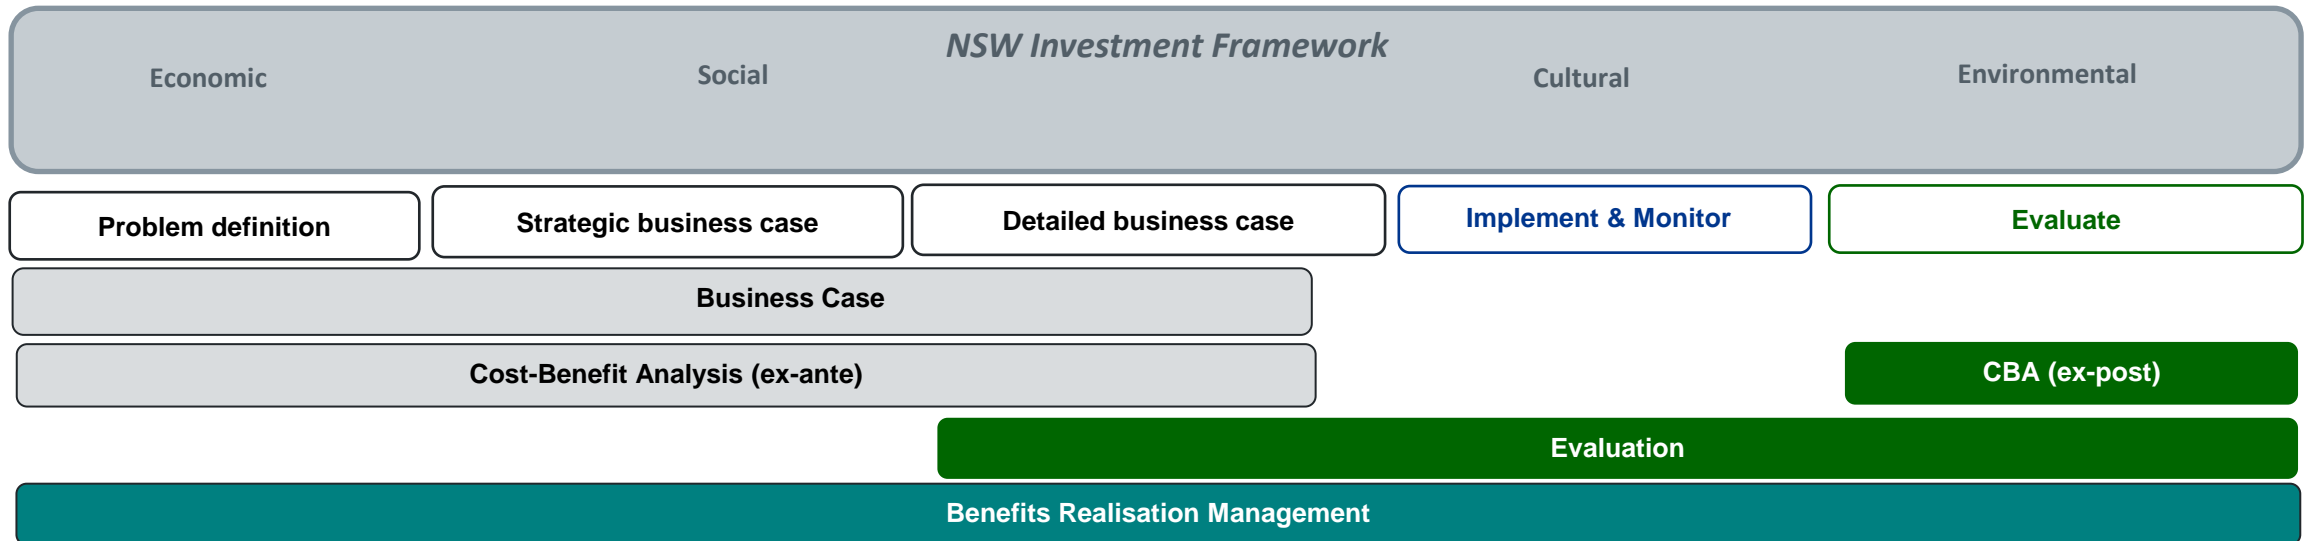 NSW Investment Framework
Economic
Social
Cultural
Environmental
Problem definition
Strategic business case
Detailed business case
Implement & Monitor
Evaluate
Business Case
Cost-Benefit Analysis (ex-ante)
CBA (ex-post)
Evaluation
Benefits Realisation Management